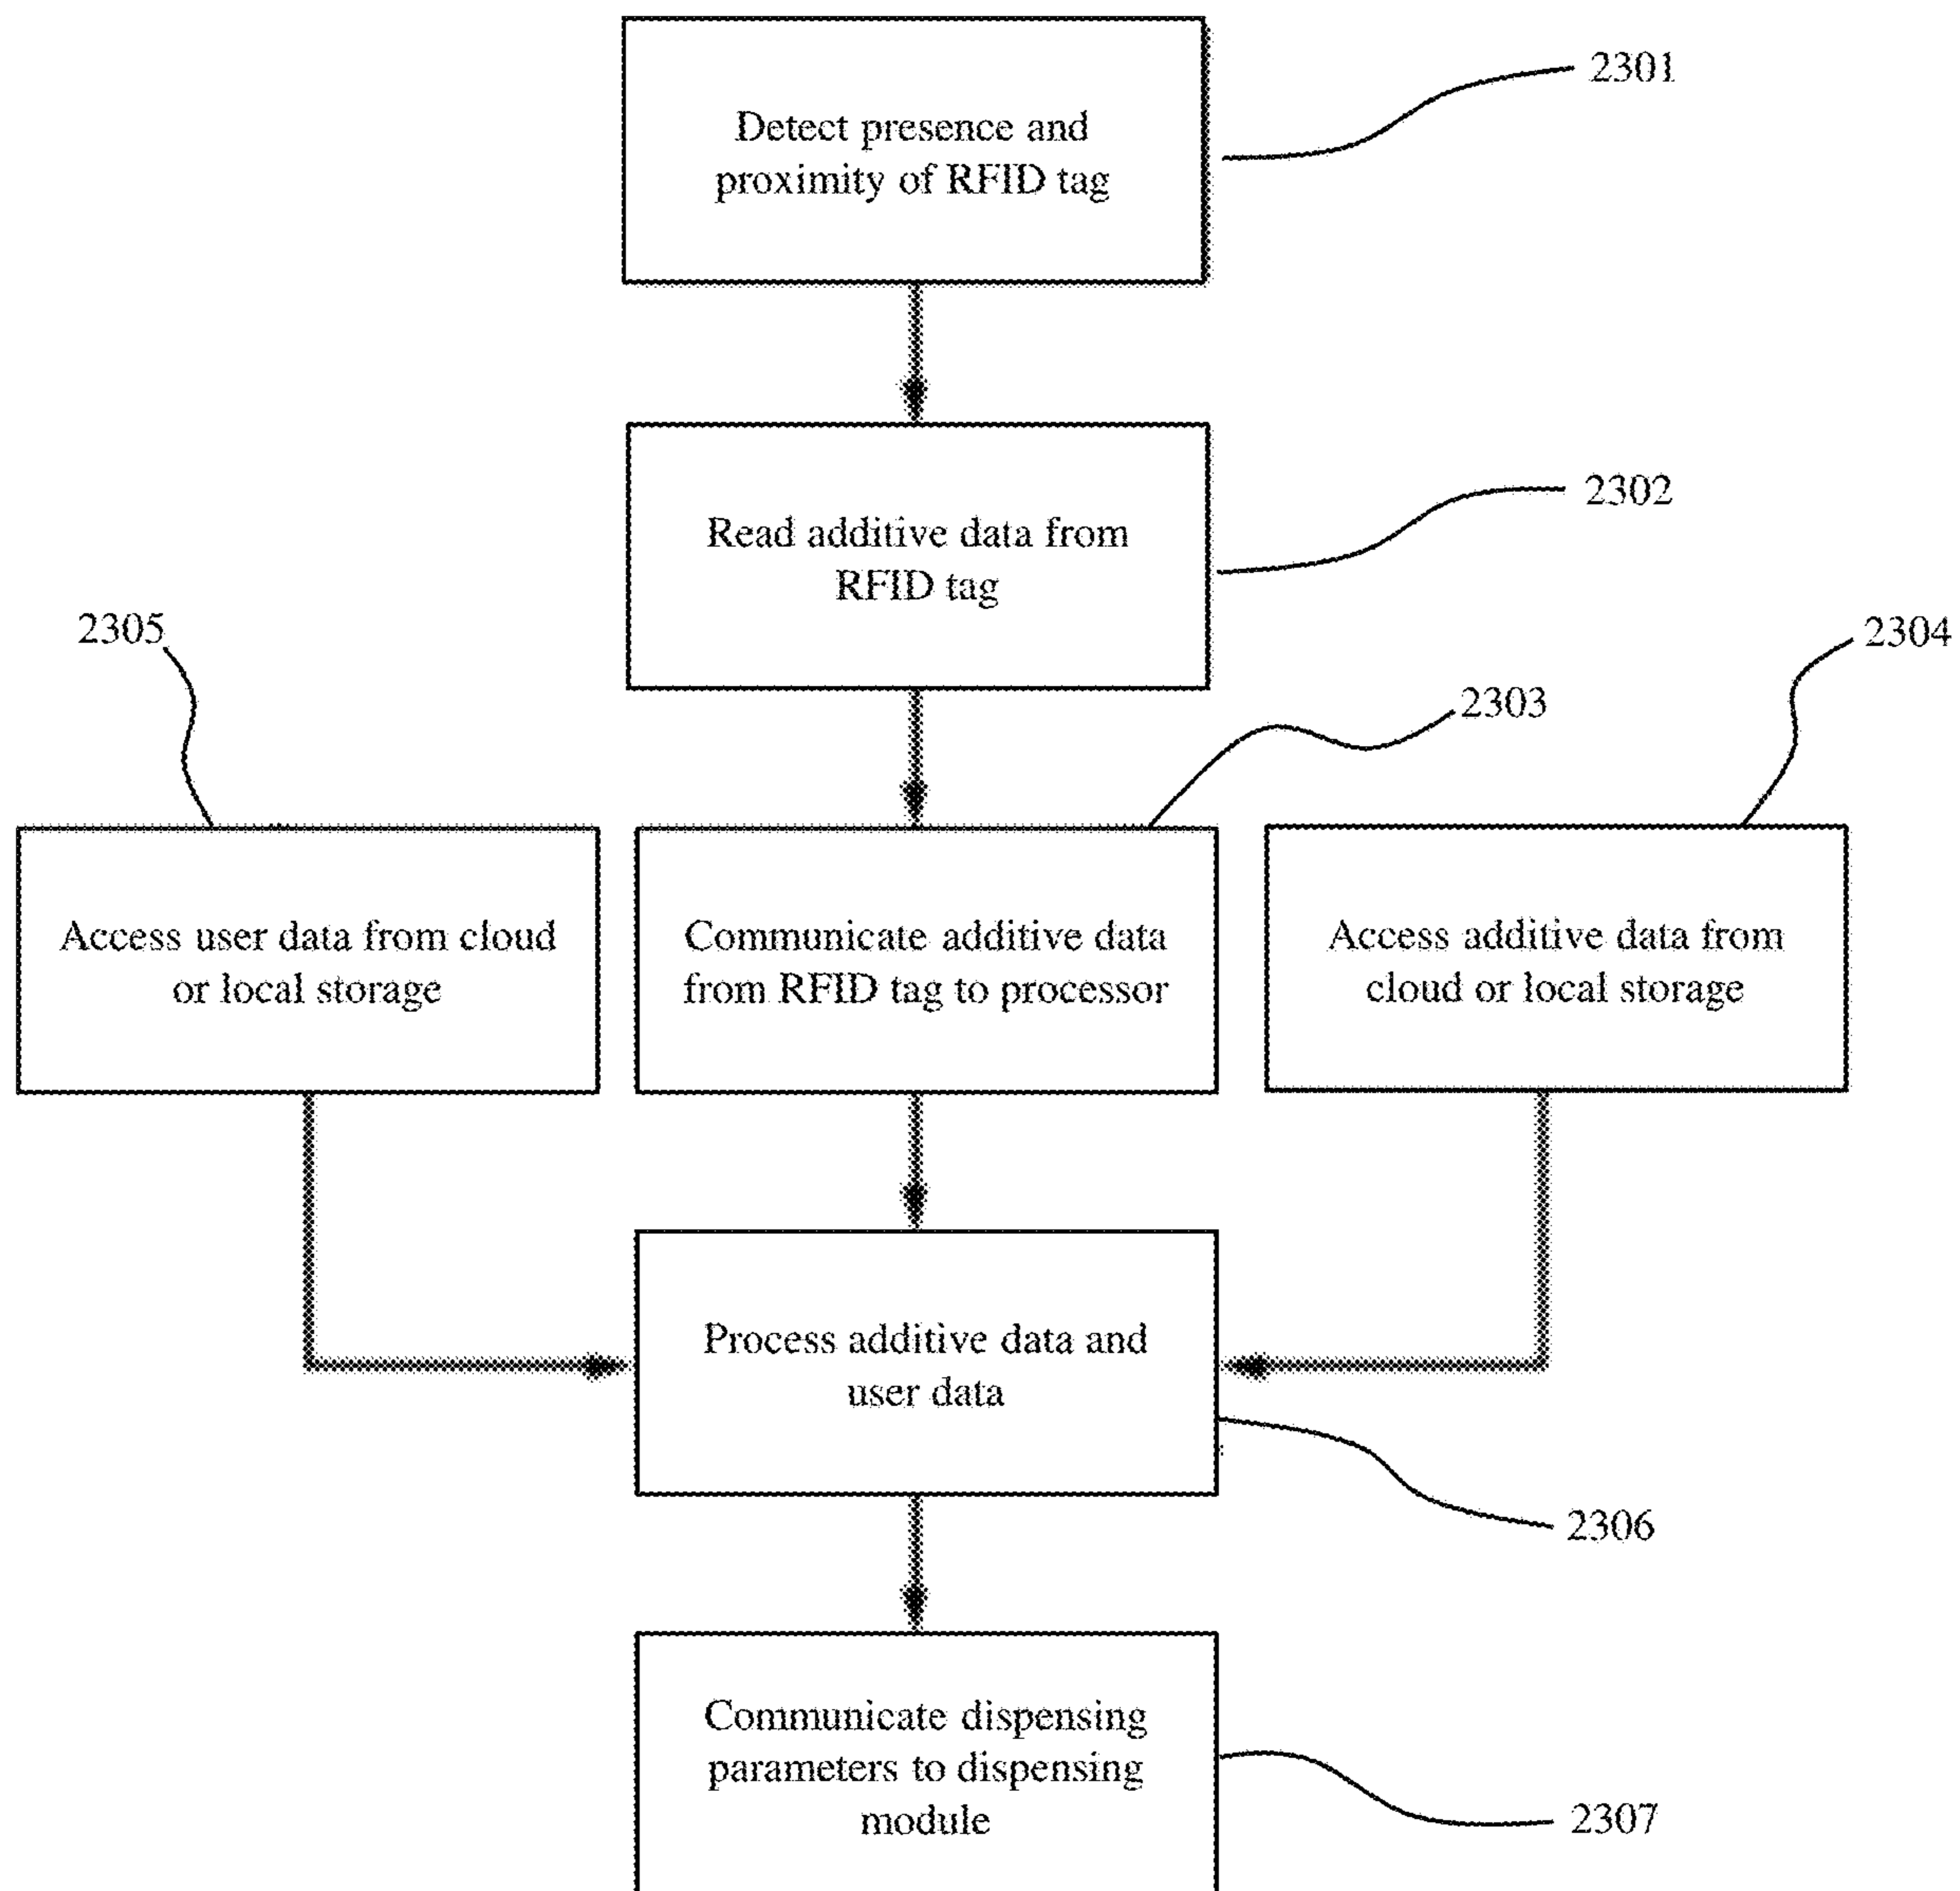 Detect presence and
proximity of RFID tag
2301
Read additive data from
RFID tag
2302
2305
2304
2303
Access user data from cloud
or local storage
Communicate additive data
from RFID tag to processor
Access additive data from
cloud or local storage
Process additive data and
user data
2306
Communicate dispensing
parameters to dispensing
module
2307